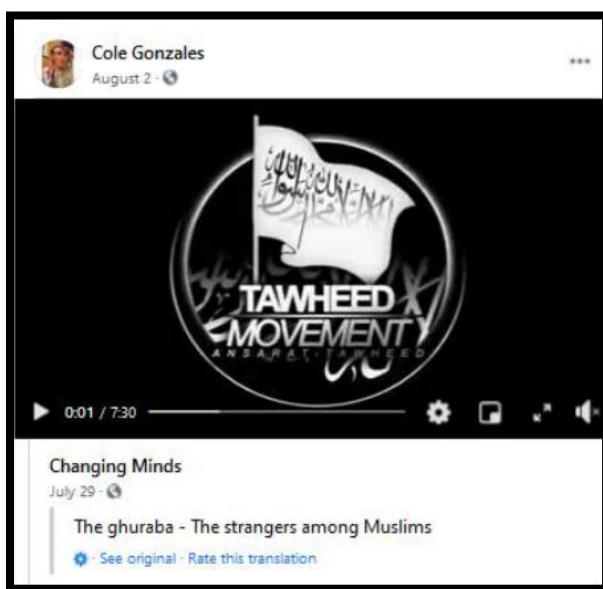 Cole Gonzales
August 2
TAWHEED
MOVEMENT
ANSARAT-TAWHEED
0:01 / 7:30
Changing Minds
July 29
The ghuraba - The strangers among Muslims
See original · Rate this translation